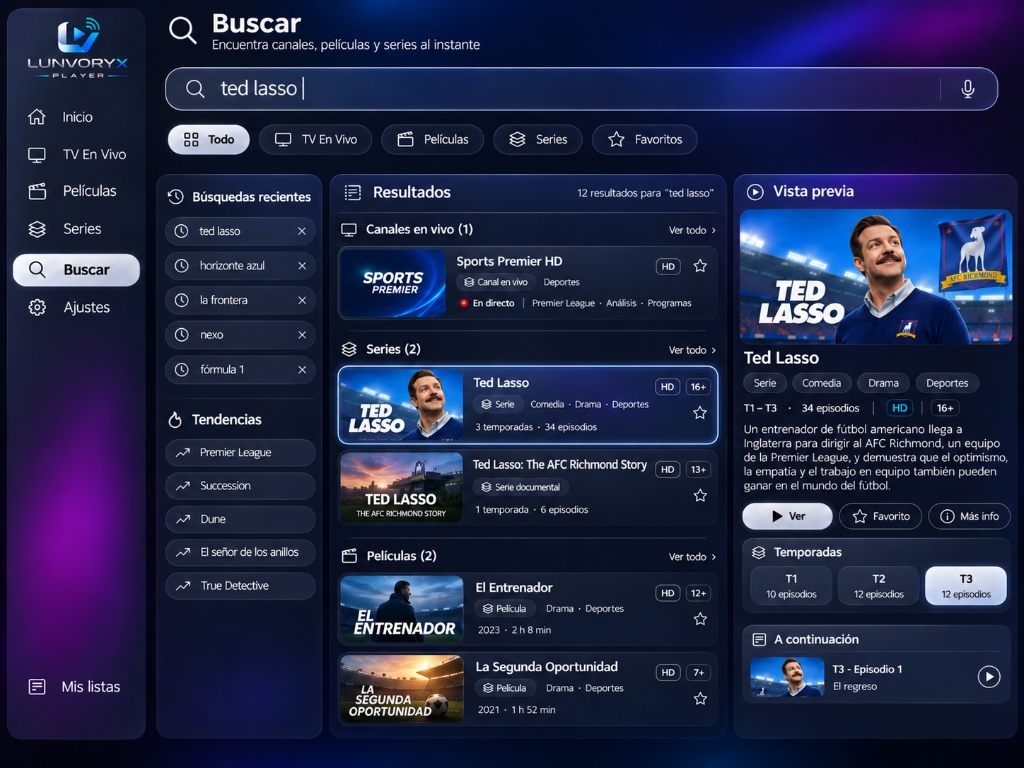 LUNVORYX
PLAYER
Inicio
TV En Vivo
Películas
Series
Buscar
Ajustes
Mis listas
Buscar
Encuentra canales, películas y series al instante
ted lasso
Todo
TV En Vivo
Películas
Series
Favoritos
Búsquedas recientes
ted lasso
horizonte azul
la frontera
nexo
fórmula 1
Tendencias
Premier League
Succession
Dune
El señor de los anillos
True Detective
Resultados
12 resultados para "ted lasso"
Canales en vivo (1)
Ver todo
SPORTS
PREMIER
Sports Premier HD
HD
Canal en vivo
Deportes
En directo | Premier League · Análisis · Programas
Series (2)
Ver todo
TED
LASSO
Ted Lasso
HD
16+
Serie
Comedia · Drama · Deportes
3 temporadas · 34 episodios
TED LASSO
THE AFC RICHMOND STORY
Ted Lasso: The AFC Richmond Story
HD
13+
Serie documental
1 temporada · 6 episodios
Películas (2)
Ver todo
EL
ENTRENADOR
El Entrenador
HD
12+
Película
Drama · Deportes
2023 · 2 h 8 min
LA
SEGUNDA
OPORTUNIDAD
La Segunda Oportunidad
HD
7+
Película
Drama · Deportes
2021 · 1 h 52 min
Vista previa
TED
LASSO
AFC RICHMOND
Ted Lasso
Serie
Comedia
Drama
Deportes
T1 – T3 · 34 episodios | HD | 16+
Un entrenador de fútbol americano llega a
Inglaterra para dirigir al AFC Richmond, un equipo
de la Premier League, y demuestra que el optimismo,
la empatía y el trabajo en equipo también pueden
ganar en el mundo del fútbol.
Ver
Favorito
Más info
Temporadas
T1
10 episodios
T2
12 episodios
T3
12 episodios
A continuación
T3 - Episodio 1
El regreso